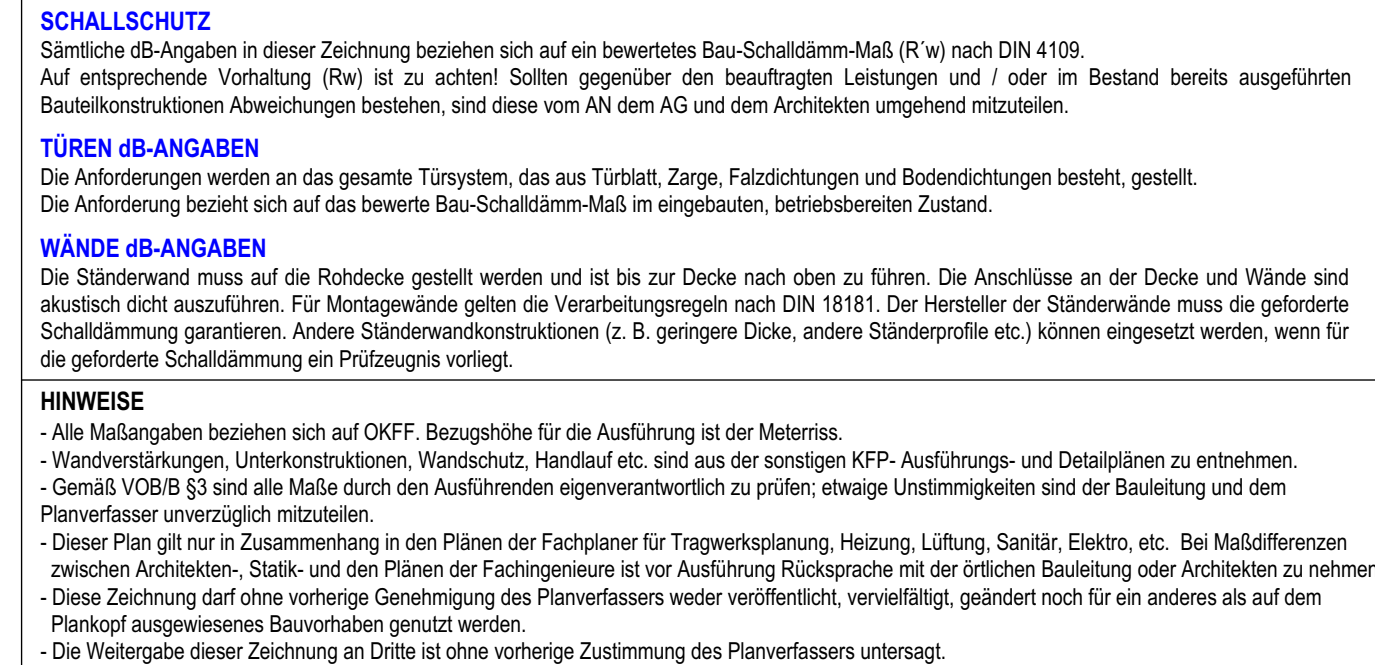 SCHALLSCHUTZ
Sämtliche dB-Angaben in dieser Zeichnung beziehen sich auf ein bewertetes Bau-Schalldämm-Maß (R´w) nach DIN 4109.
Auf entsprechende Vorhaltung (Rw) ist zu achten! Sollten gegenüber den beauftragten Leistungen und / oder im Bestand bereits ausgeführten
Bauteilkonstruktionen Abweichungen bestehen, sind diese vom AN dem AG und dem Architekten umgehend mitzuteilen.
TÜREN dB-ANGABEN
Die Anforderungen werden an das gesamte Türsystem, das aus Türblatt, Zarge, Falzdichtungen und Bodendichtungen besteht, gestellt.
Die Anforderung bezieht sich auf das bewerte Bau-Schalldämm-Maß im eingebauten, betriebsbereiten Zustand.
WÄNDE dB-ANGABEN
Die Ständerwand muss auf die Rohdecke gestellt werden und ist bis zur Decke nach oben zu führen. Die Anschlüsse an der Decke und Wände sind
akustisch dicht auszuführen. Für Montagewände gelten die Verarbeitungsregeln nach DIN 18181. Der Hersteller der Ständerwände muss die geforderte
Schalldämmung garantieren. Andere Ständerwandkonstruktionen (z. B. geringere Dicke, andere Ständerprofile etc.) können eingesetzt werden, wenn für
die geforderte Schalldämmung ein Prüfzeugnis vorliegt.
HINWEISE
- Alle Maßangaben beziehen sich auf OKFF. Bezugshöhe für die Ausführung ist der Meterriss.
- Wandverstärkungen, Unterkonstruktionen, Wandschutz, Handlauf etc. sind aus der sonstigen KFP- Ausführungs- und Detailplänen zu entnehmen.
- Gemäß VOB/B §3 sind alle Maße durch den Ausführenden eigenverantwortlich zu prüfen; etwaige Unstimmigkeiten sind der Bauleitung und dem
Planverfasser unverzüglich mitzuteilen.
- Dieser Plan gilt nur in Zusammenhang in den Plänen der Fachplaner für Tragwerksplanung, Heizung, Lüftung, Sanitär, Elektro, etc. Bei Maßdifferenzen
zwischen Architekten-, Statik- und den Plänen der Fachingenieure ist vor Ausführung Rücksprache mit der örtlichen Bauleitung oder Architekten zu nehmen
- Diese Zeichnung darf ohne vorherige Genehmigung des Planverfassers weder veröffentlicht, vervielfältigt, geändert noch für ein anderes als auf dem
Plankopf ausgewiesenes Bauvorhaben genutzt werden.
- Die Weitergabe dieser Zeichnung an Dritte ist ohne vorherige Zustimmung des Planverfassers untersagt.